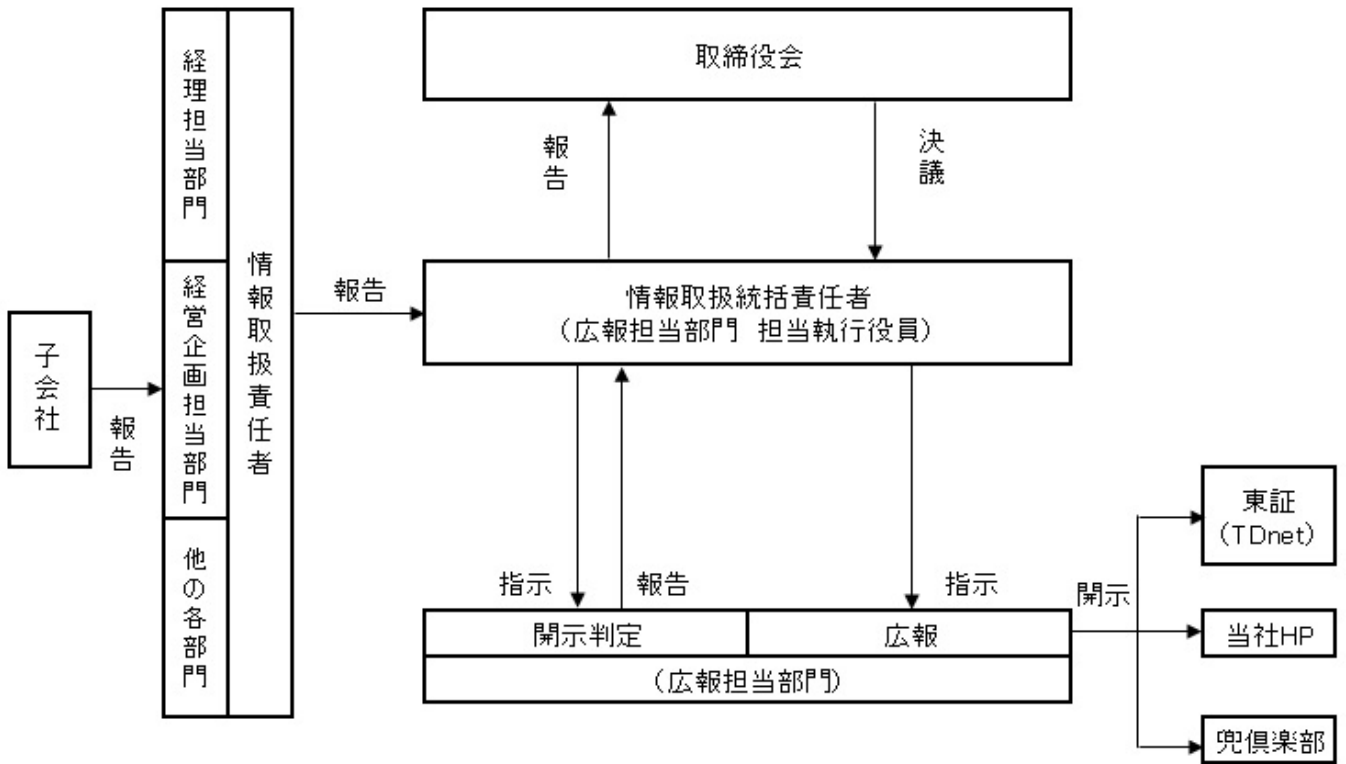 取締役会
報告
決議
経理担当部門
経営企画担当部門
他の各部門
情報取扱責任者
子会社
報告
報告
情報取扱統括責任者
（広報担当部門　担当執行役員）
指示
報告
指示
開示判定
広報
（広報担当部門）
開示
東証
（TDnet）
当社HP
兜倶楽部